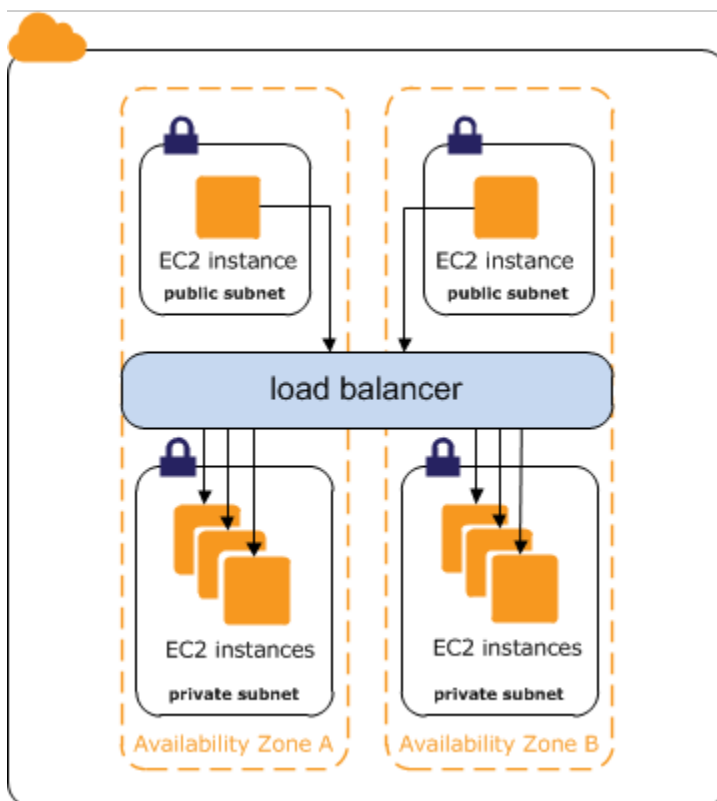 EC2 instance
public subnet
EC2 instance
public subnet
load balancer
EC2 instances
private subnet
EC2 instances
private subnet
Availability Zone A
Availability Zone B